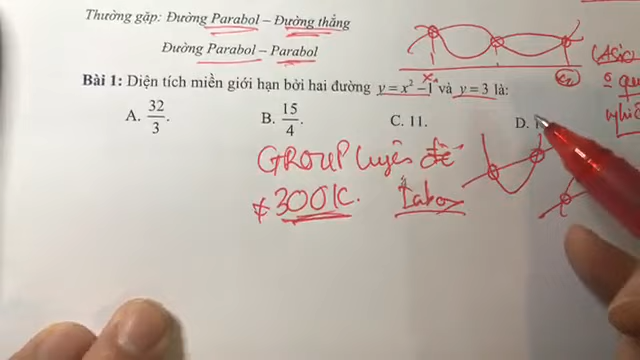 Thường gặp: Đường Parabol – Đường thẳng
Đường Parabol – Parabol
Bài 1: Diện tích miền giới hạn bởi hai đường y = x² – 1 và y = 3 là:
A. 32/3. B. 15/4. C. 11. D.
GROUP luyện đề
300K.